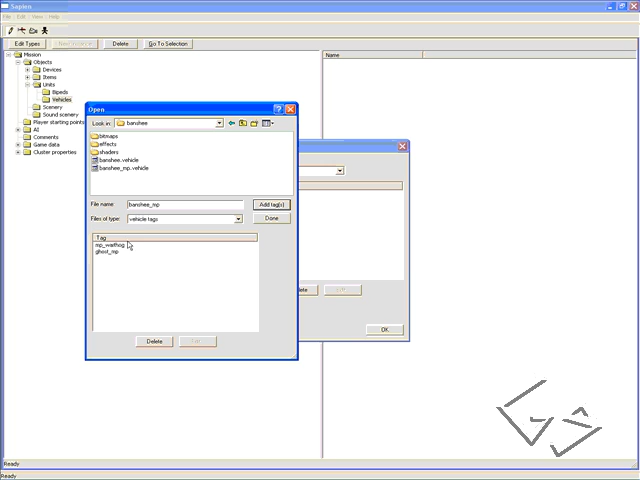 Sapien
File Edit View Help
Edit Types
Delete
Go To Selection
Mission
Objects
Devices
Items
Units
Bipeds
Vehicles
Scenery
Sound scenery
Player starting points
AI
Comments
Game data
Cluster properties
Name
Open
Look in:
banshee
bitmaps
effects
shaders
banshee.vehicle
banshee_mp.vehicle
File name:
banshee_mp
Add tag(s)
Files of type:
vehicle tags
Done
Tag
mp_warthog
ghost_mp
Delete
Edit
OK
Ready
Ready